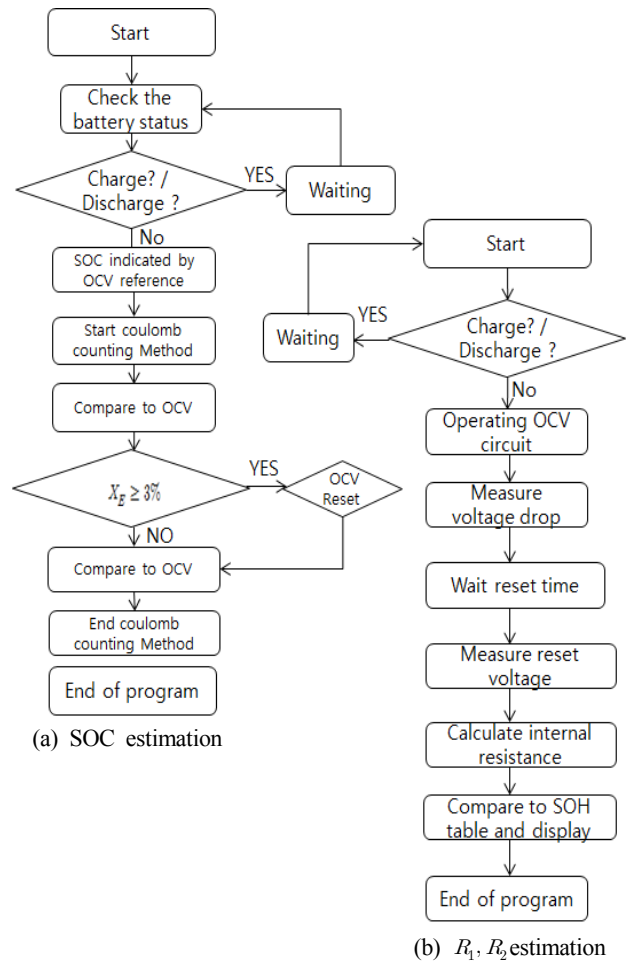 Start
Check the
battery status
Charge? /
Discharge ?
YES
Waiting
No
SOC indicated by
OCV reference
Start coulomb
counting Method
Compare to OCV
X_E ≥ 3%
YES
OCV
Reset
NO
Compare to OCV
End coulomb
counting Method
End of program
(a) SOC estimation
Start
Waiting
YES
Charge? /
Discharge ?
No
Operating OCV
circuit
Measure
voltage drop
Wait reset time
Measure reset
voltage
Calculate internal
resistance
Compare to SOH
table and display
End of program
(b) R₁, R₂ estimation